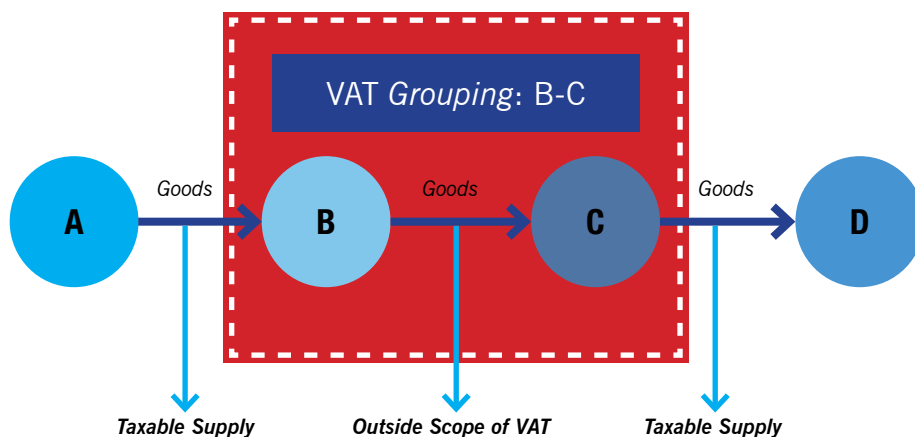 VAT Grouping: B-C
Goods
Goods
Goods
A
B
C
D
Taxable Supply
Outside Scope of VAT
Taxable Supply